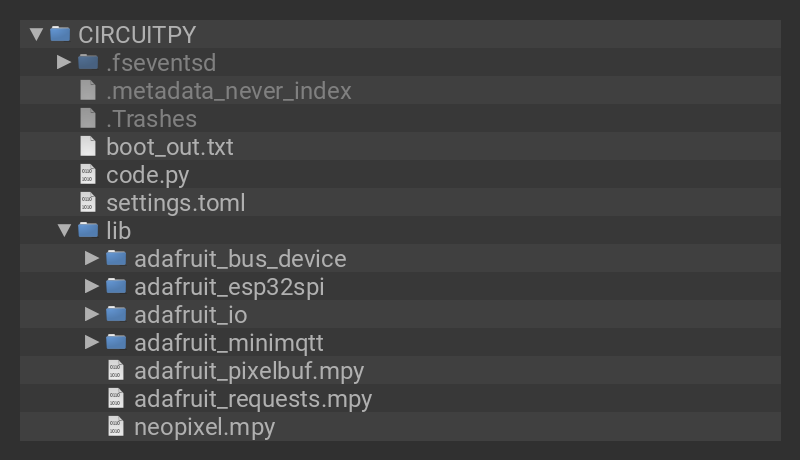 CIRCUITPY
.fseventsd
.metadata_never_index
.Trashes
boot_out.txt
code.py
settings.toml
lib
adafruit_bus_device
adafruit_esp32spi
adafruit_io
adafruit_minimqtt
adafruit_pixelbuf.mpy
adafruit_requests.mpy
neopixel.mpy